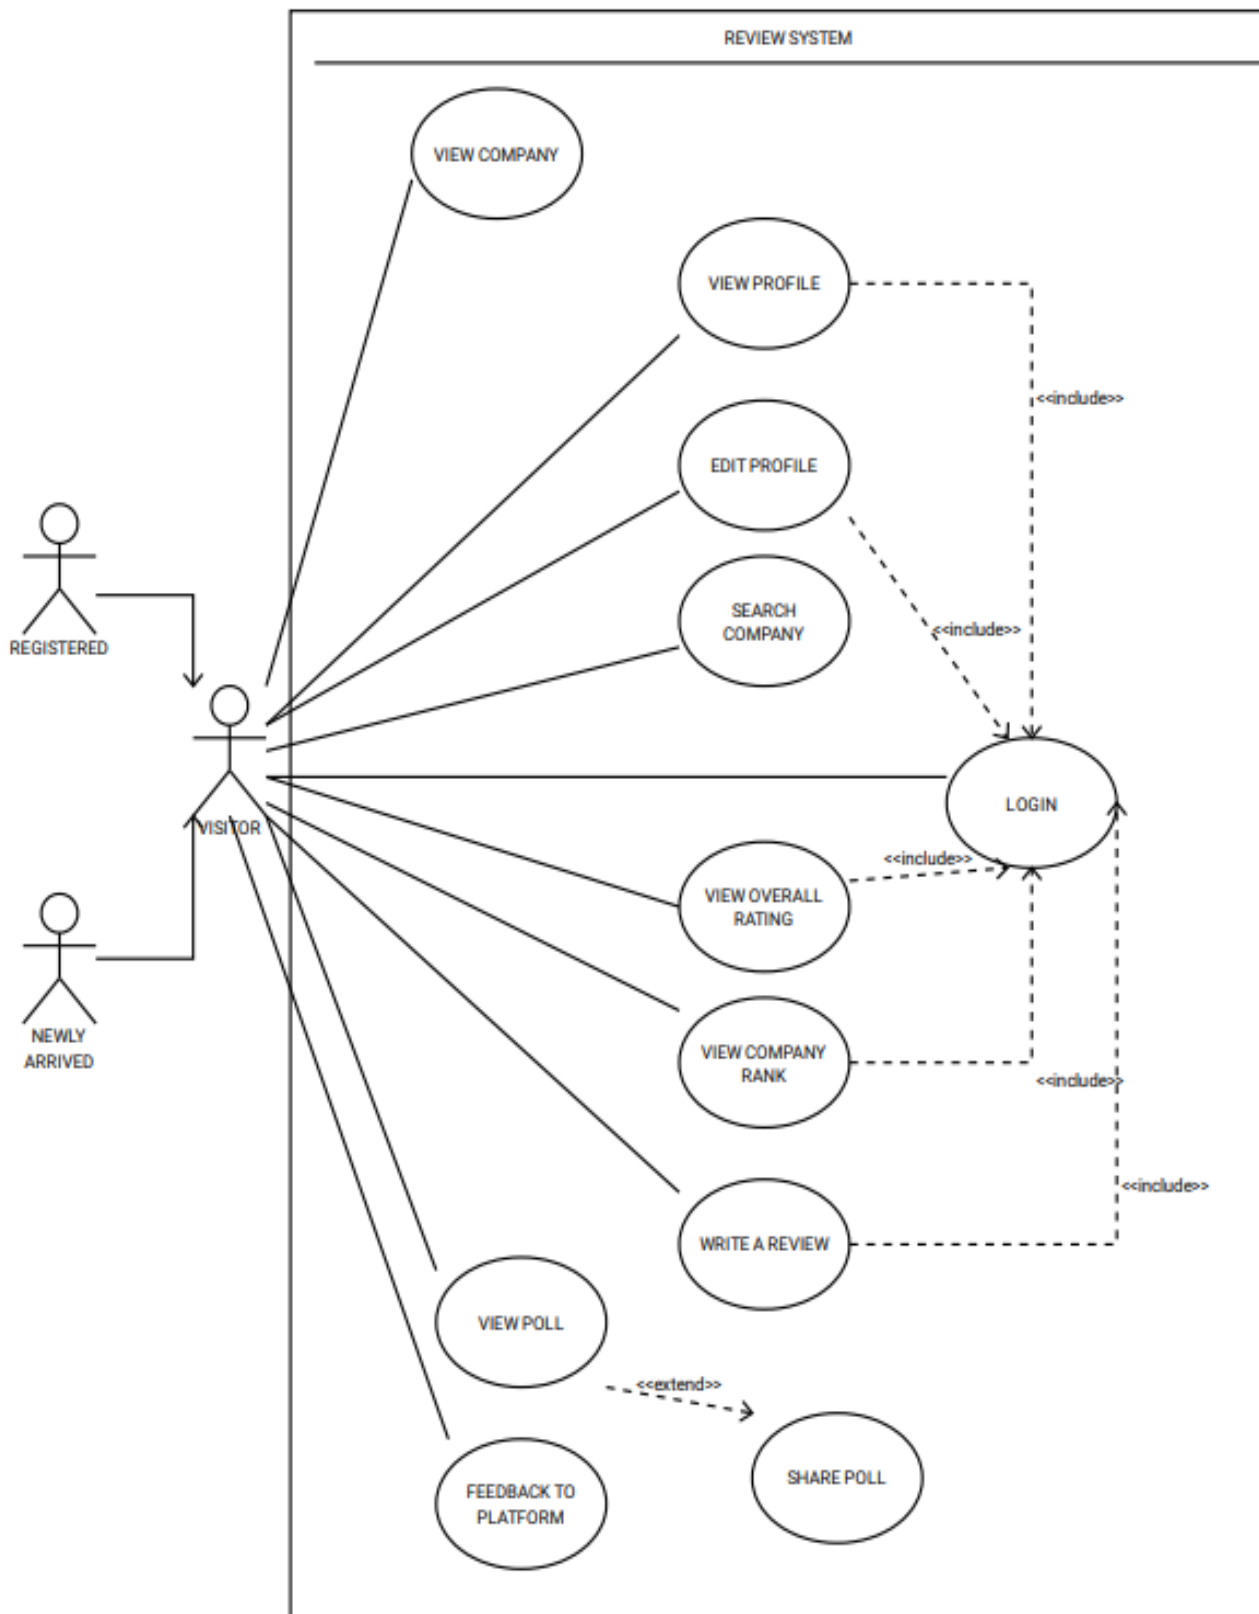 REVIEW SYSTEM
VIEW COMPANY
VIEW PROFILE
<<include>>
EDIT PROFILE
SEARCH
COMPANY
<<include>>
REGISTERED
LOGIN
VISITOR
<<include>>
VIEW OVERALL
RATING
NEWLY
ARRIVED
VIEW COMPANY
RANK
<<include>>
<<include>>
WRITE A REVIEW
VIEW POLL
<<extend>>
SHARE POLL
FEEDBACK TO
PLATFORM